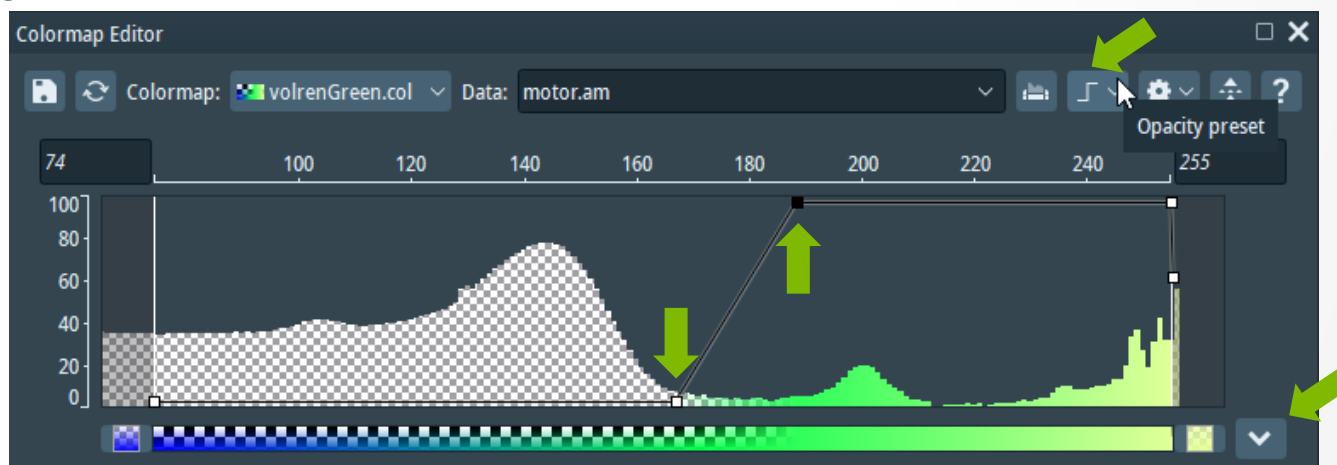 Colormap Editor
Colormap: volrenGreen.col Data: motor.am ?
Opacity preset
74 100 120 140 160 180 200 220 240 255
100
80
60
40
20
0